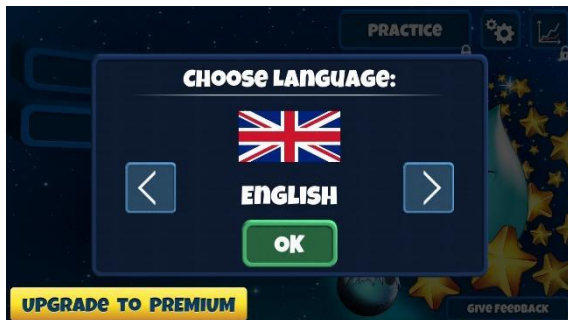 PRACTICE
CHOOSE LANGUAGE:
ENGLISH
OK
UPGRADE TO PREMIUM
GIVE FEEDBACK